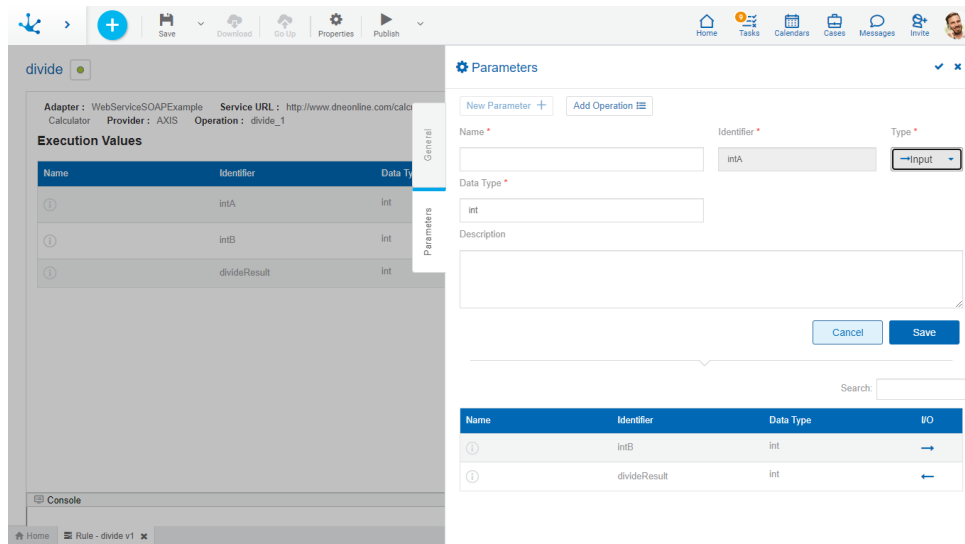 Save
Download
Go Up
Properties
Publish
Home
9
Tasks
Calendars
Cases
Messages
Invite
divide
Adapter : WebServiceSOAPExample Service URL : http://www.dneonline.com/calcu
Calculator Provider : AXIS Operation : divide_1
Execution Values
Name Identifier Data Ty
intA int
intB int
divideResult int
General
Parameters
Parameters
New Parameter + Add Operation
Name * Identifier * Type *
intA Input
Data Type *
int
Description
Cancel Save
Search:
Name Identifier Data Type I/O
intB int
divideResult int
Console
Home Rule - divide v1